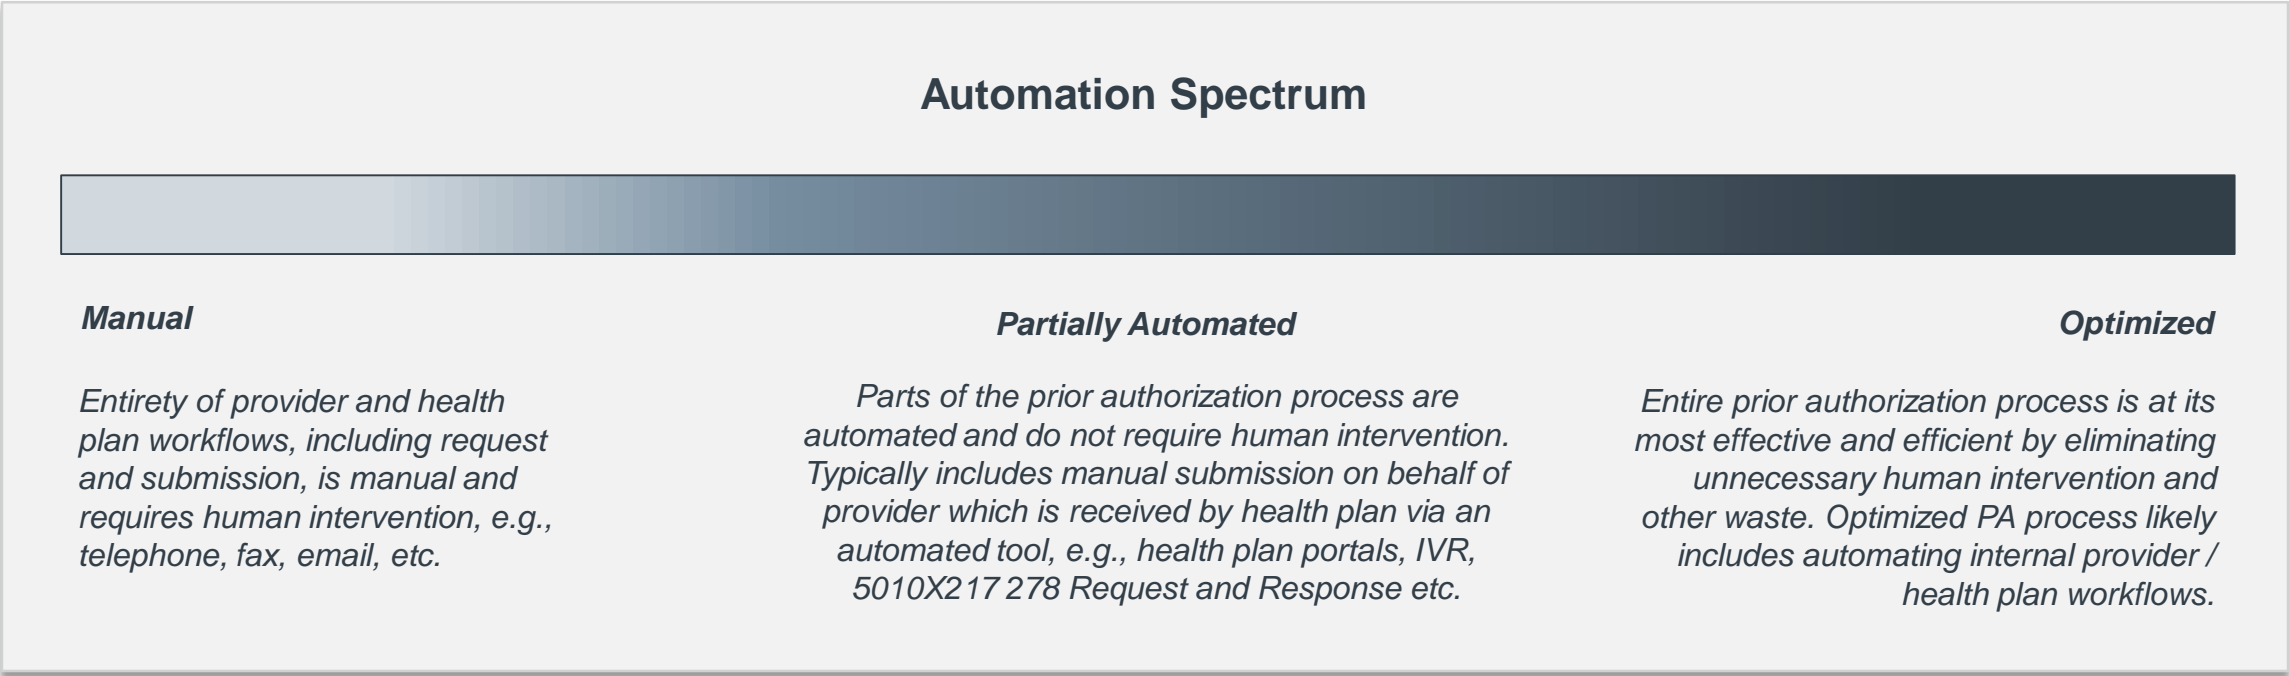 Automation Spectrum
Manual
Entirety of provider and health
plan workflows, including request
and submission, is manual and
requires human intervention, e.g.,
telephone, fax, email, etc.
Partially Automated
Parts of the prior authorization process are
automated and do not require human intervention.
Typically includes manual submission on behalf of
provider which is received by health plan via an
automated tool, e.g., health plan portals, IVR,
5010X217 278 Request and Response etc.
Optimized
Entire prior authorization process is at its
most effective and efficient by eliminating
unnecessary human intervention and
other waste. Optimized PA process likely
includes automating internal provider /
health plan workflows.